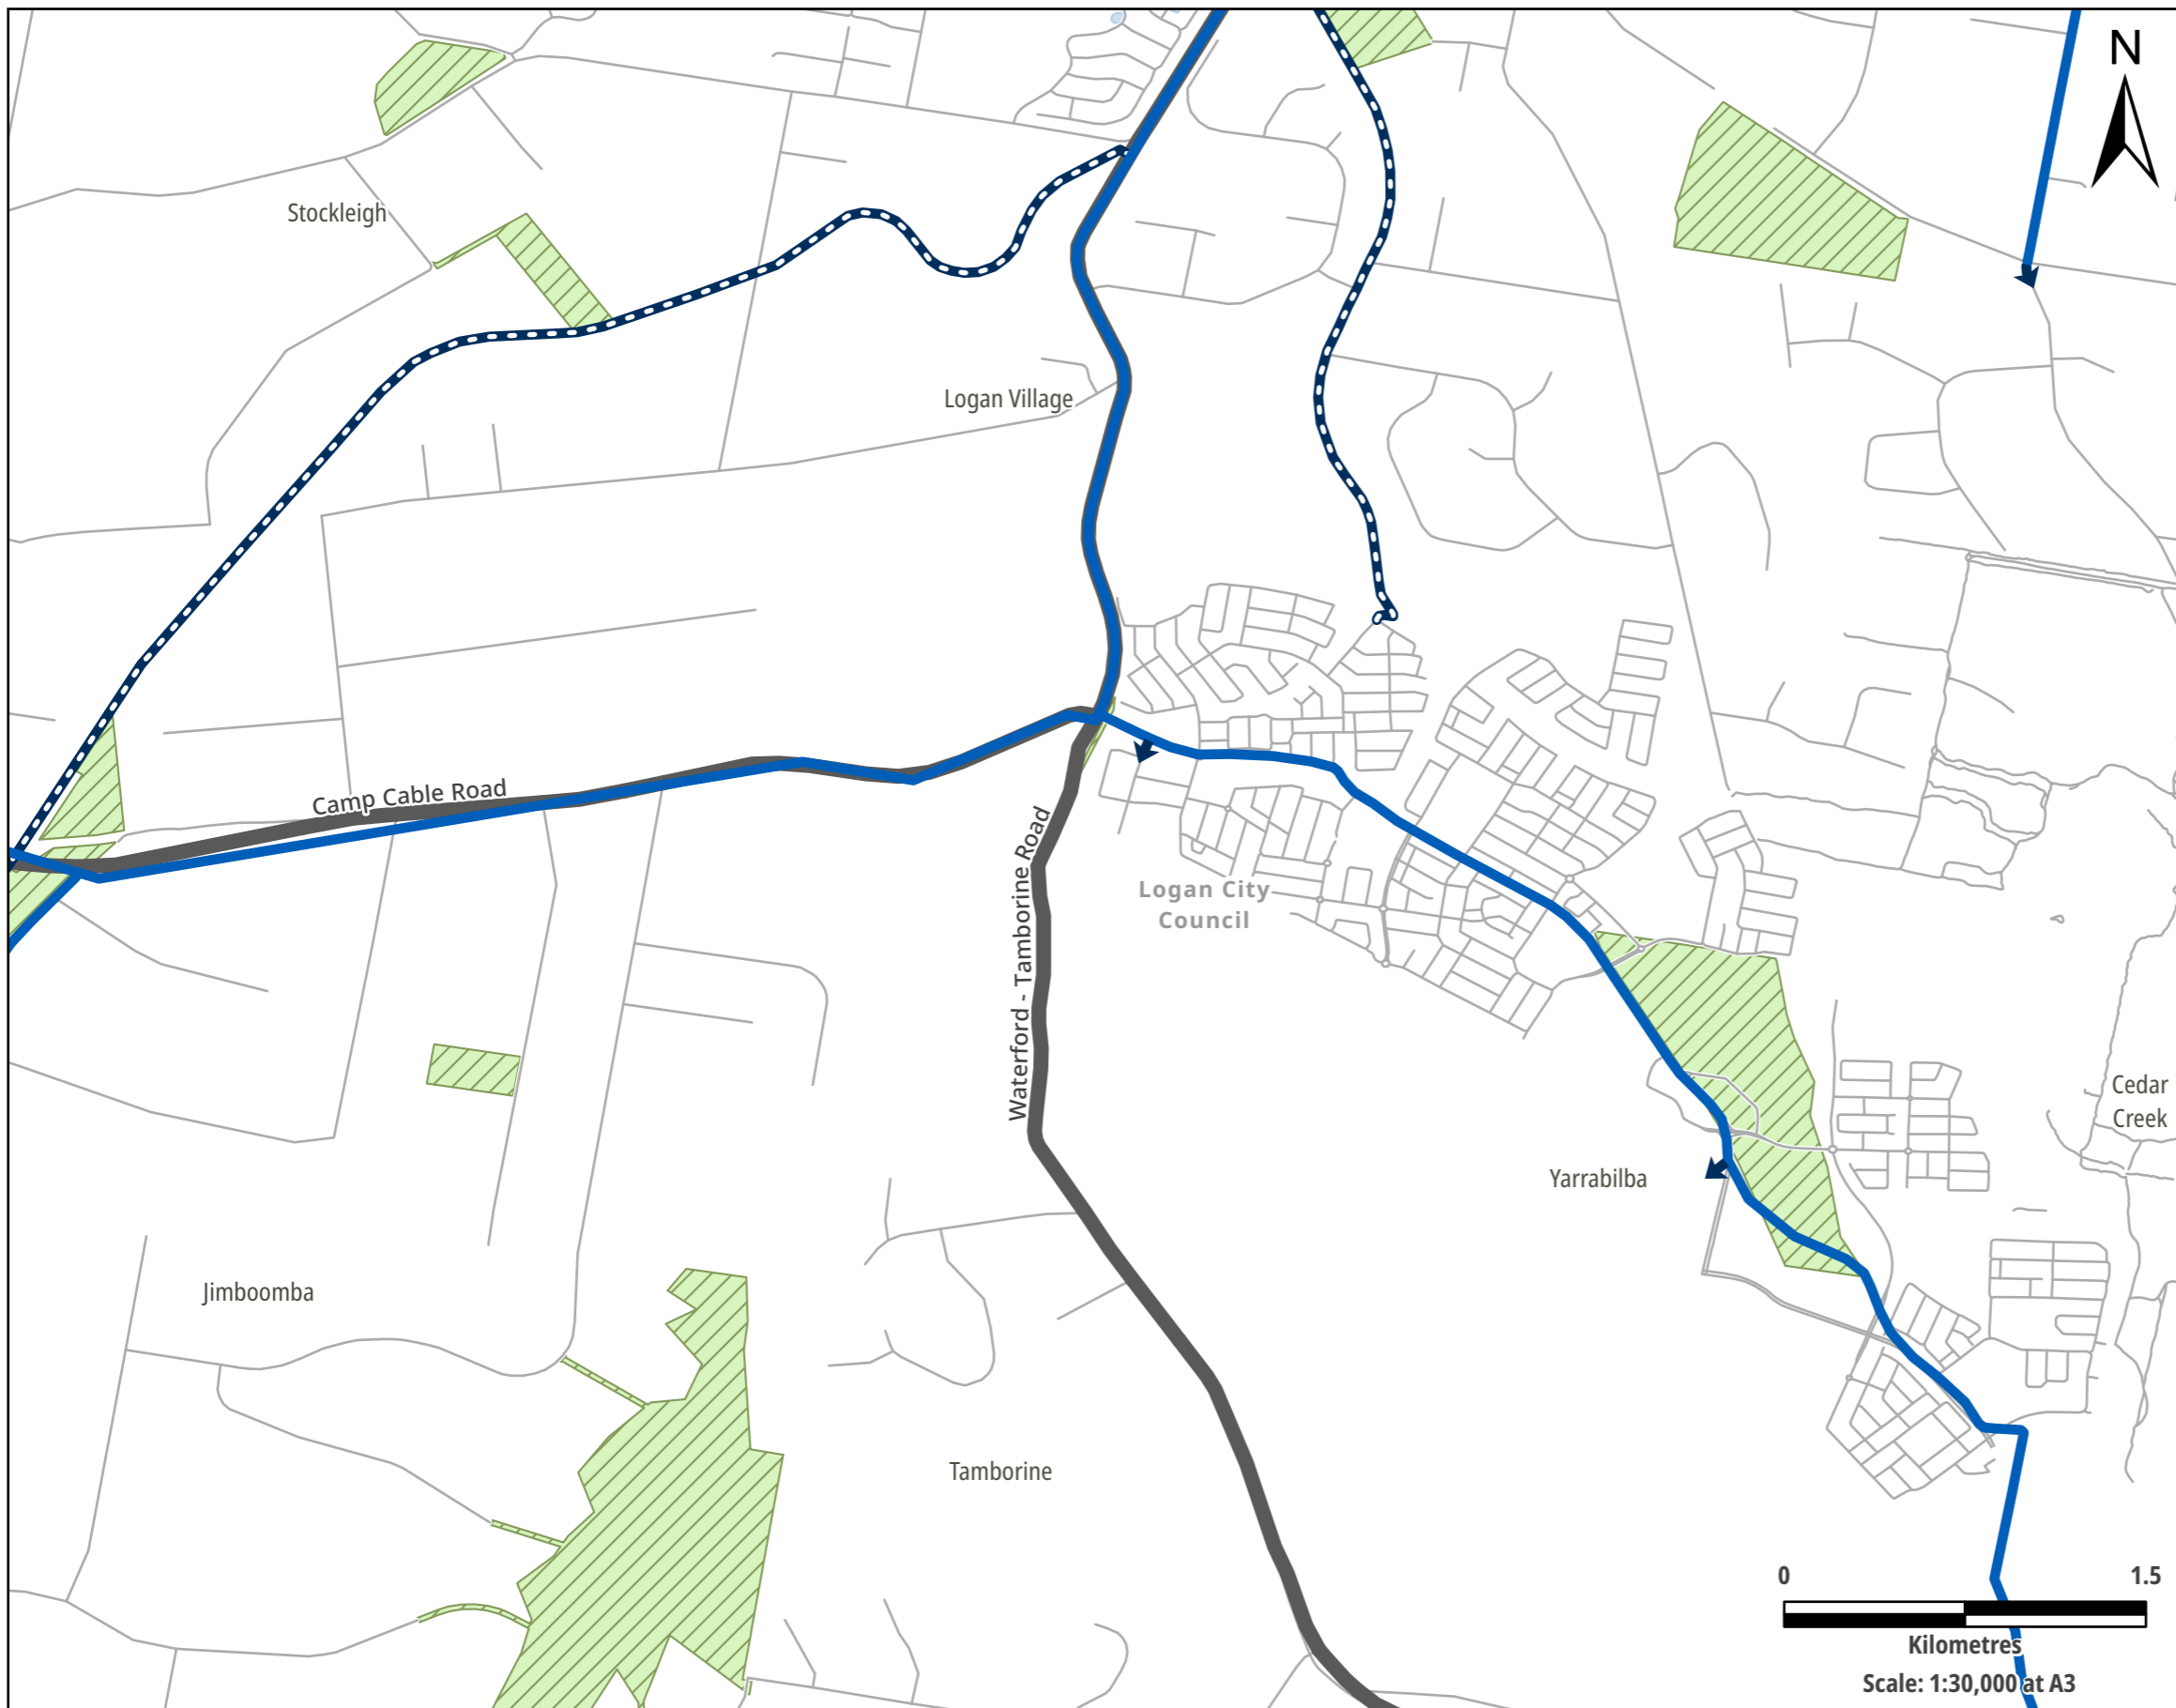 N
Stockleigh
Logan Village
Camp Cable Road
Waterford - Tamborine Road
Logan City
Council
Cedar
Creek
Yarrabilba
Jimboomba
Tamborine
0 1.5
Kilometres
Scale: 1:30,000 at A3